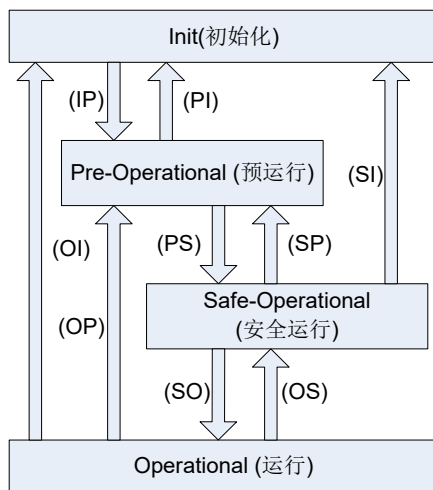 Init(初始化)
(IP)
(PI)
Pre-Operational (预运行)
(SI)
(OI)
(PS)
(SP)
(OP)
Safe-Operational
(安全运行)
(SO)
(OS)
Operational (运行)